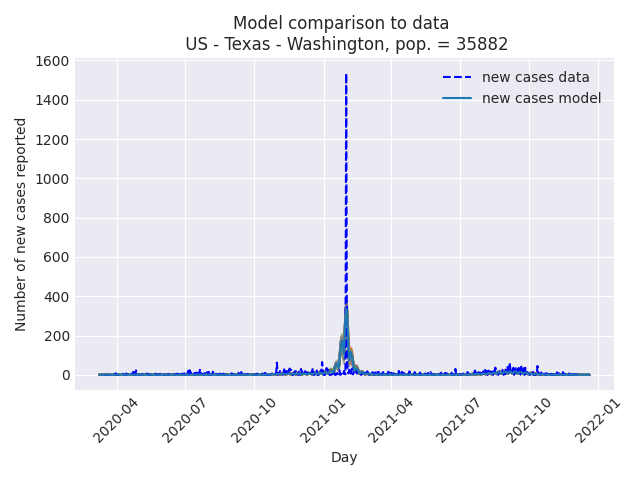 Model comparison to data
US - Texas - Washington, pop. = 35882
new cases data
new cases model
Number of new cases reported
1600
1400
1200
1000
800
600
400
200
0
2020-04
2020-07
2020-10
2021-01
2021-04
2021-07
2021-10
2022-01
Day